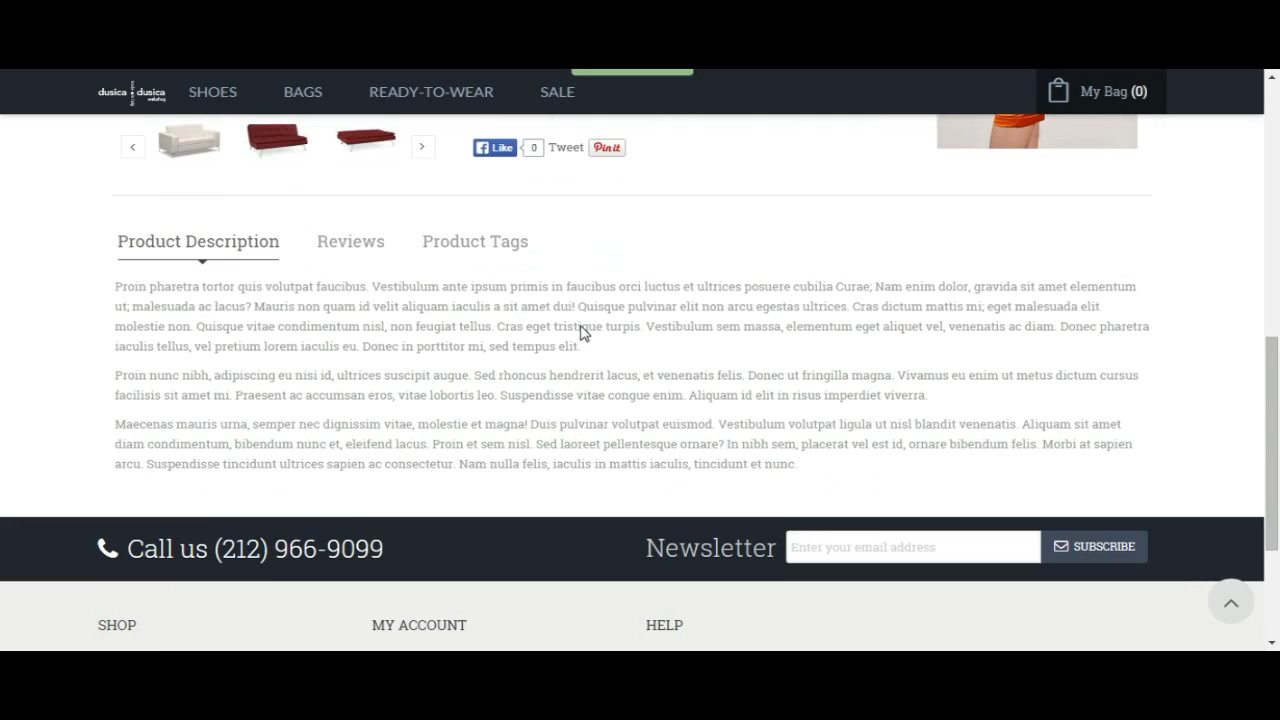 dusica dusica SHOES BAGS READY-TO-WEAR SALE My Bag (0)
webshop
Like 0 Tweet Pin it
Product Description Reviews Product Tags
Proin pharetra tortor quis volutpat faucibus. Vestibulum ante ipsum primis in faucibus orci luctus et ultrices posuere cubilia Curae; Nam enim dolor, gravida sit amet elementum
ut; malesuada ac lacus? Mauris non quam id velit aliquam iaculis a sit amet dui! Quisque pulvinar elit non arcu egestas ultrices. Cras dictum mattis mi; eget malesuada elit
molestie non. Quisque vitae condimentum nisl, non feugiat tellus. Cras eget tristique turpis. Vestibulum sem massa, elementum eget aliquet vel, venenatis ac diam. Donec pharetra
iaculis tellus, vel pretium lorem iaculis eu. Donec in porttitor mi, sed tempus elit.
Proin nunc nibh, adipiscing eu nisi id, ultrices suscipit augue. Sed rhoncus hendrerit lacus, et venenatis felis. Donec ut fringilla magna. Vivamus eu enim ut metus dictum cursus
facilisis sit amet mi. Praesent ac accumsan eros, vitae lobortis leo. Suspendisse vitae congue enim. Aliquam id elit in risus imperdiet viverra.
Maecenas mauris urna, semper nec dignissim vitae, molestie et magna! Duis pulvinar volutpat euismod. Vestibulum volutpat ligula ut nisl blandit venenatis. Aliquam sit amet
diam condimentum, bibendum nunc et, eleifend lacus. Proin et sem nisl. Sed laoreet pellentesque ornare? In nibh sem, placerat vel est id, ornare bibendum felis. Morbi at sapien
arcu. Suspendisse tincidunt ultrices sapien ac consectetur. Nam nulla felis, iaculis in mattis iaculis, tincidunt et nunc.
Call us (212) 966-9099 Newsletter Enter your email address SUBSCRIBE
SHOP MY ACCOUNT HELP